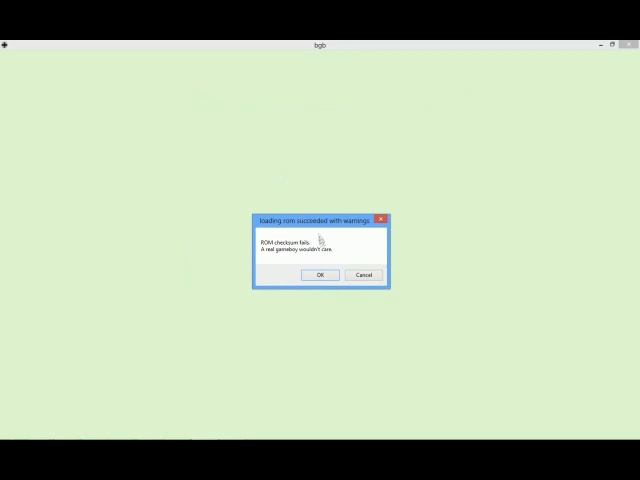 bgb
loading rom succeeded with warnings
ROM checksum fails.
A real gameboy wouldn't care.
OK
Cancel